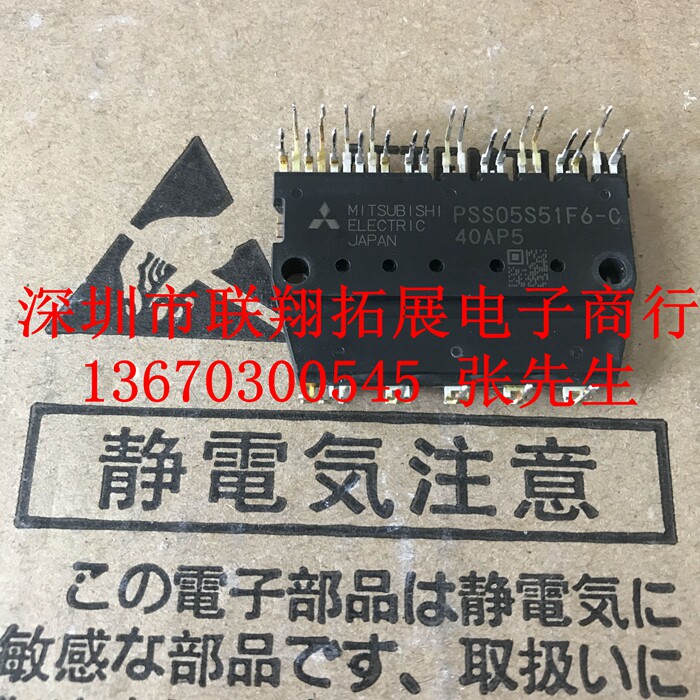 MITSUBISHI
ELECTRIC
JAPAN
PSS05S51F6-C
40AP5
深圳市联翔拓展电子商行
13670300545 张先生
静電気注意
この電子部品は静電気に
敏感な部品です、取扱いに